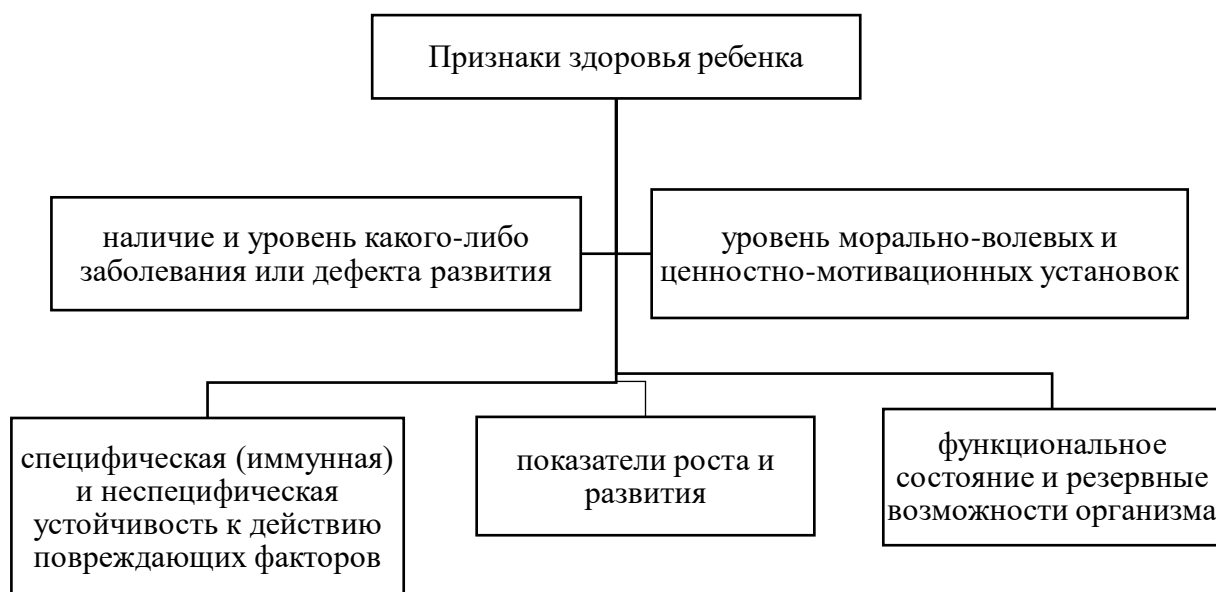 Признаки здоровья ребенка
наличие и уровень какого-либо
заболевания или дефекта развития
уровень морально-волевых и
ценностно-мотивационных установок
специфическая (иммунная)
и неспецифическая
устойчивость к действию
повреждающих факторов
показатели роста и
развития
функциональное
состояние и резервные
возможности организма